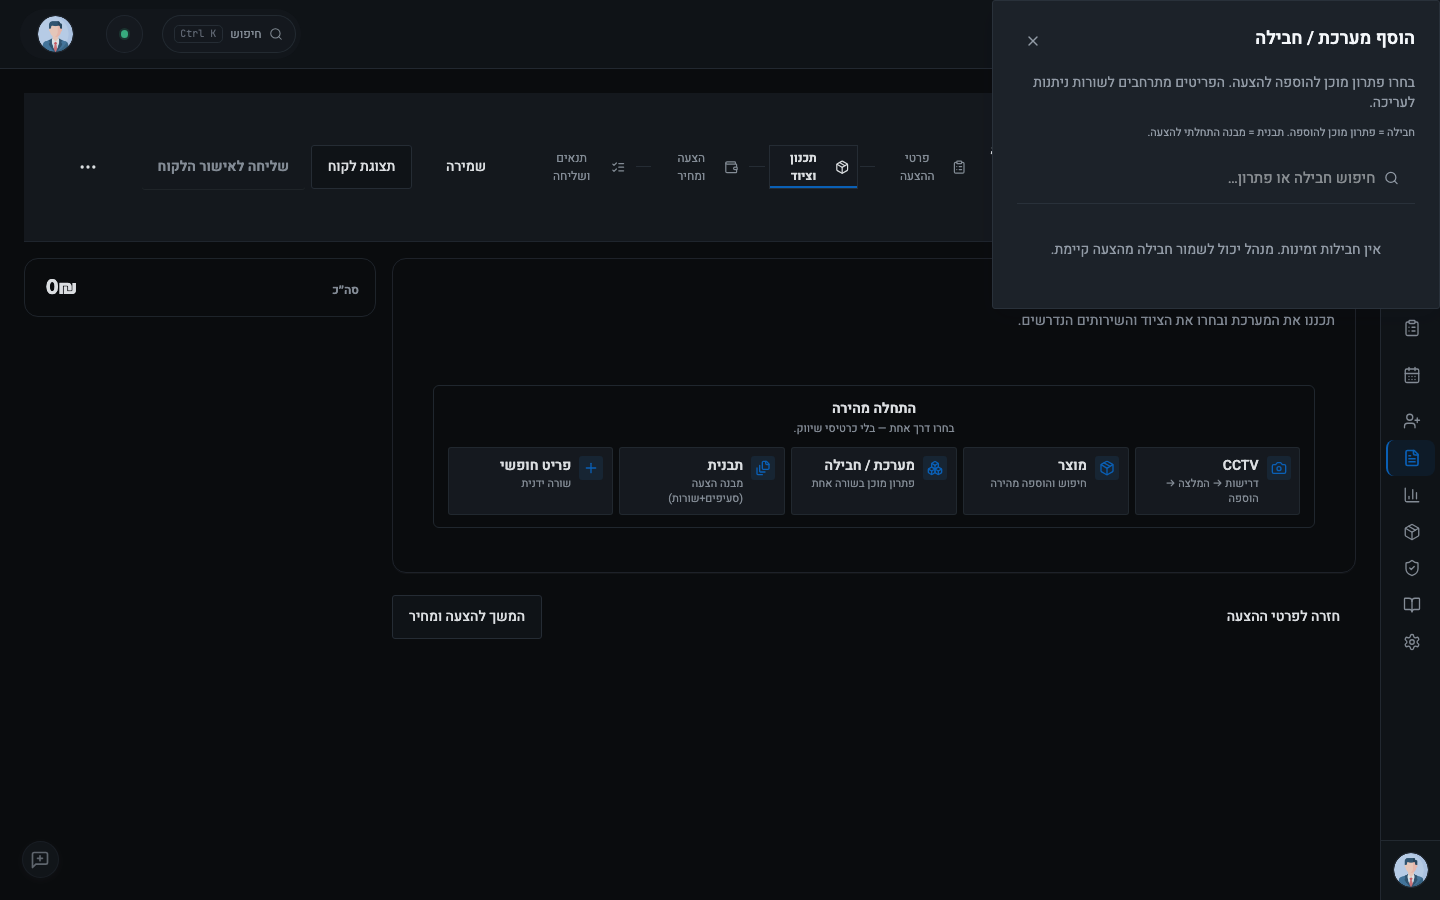 הוסף מערכת / חבילה
בחרו פתרון מוכן להוספה להצעה. הפריטים מתרחבים לשורות ניתנות
לעריכה.
חבילה = פתרון מוכן להוספה. תבנית = מבנה התחלתי להצעה.
חיפוש חבילה או פתרון...
אין חבילות זמינות. מנהל יכול לשמור חבילה מהצעה קיימת.
חיפוש
Ctrl K
פרטי
ההצעה
תכנון
וציוד
הצעה
ומחיר
תנאים
ושליחה
שמירה
תצוגת לקוח
שליחה לאישור הלקוח
תכננו את המערכת ובחרו את הציוד והשירותים הנדרשים.
סה״כ
₪0
התחלה מהירה
בחרו דרך אחת — בלי כרטיסי שיווק.
CCTV
דרישות → המלצה →
הוספה
מוצר
חיפוש והוספה מהירה
מערכת / חבילה
פתרון מוכן בשורה אחת
תבנית
מבנה הצעה
(סעיפים+שורות)
פריט חופשי
שורה ידנית
חזרה לפרטי ההצעה
המשך להצעה ומחיר